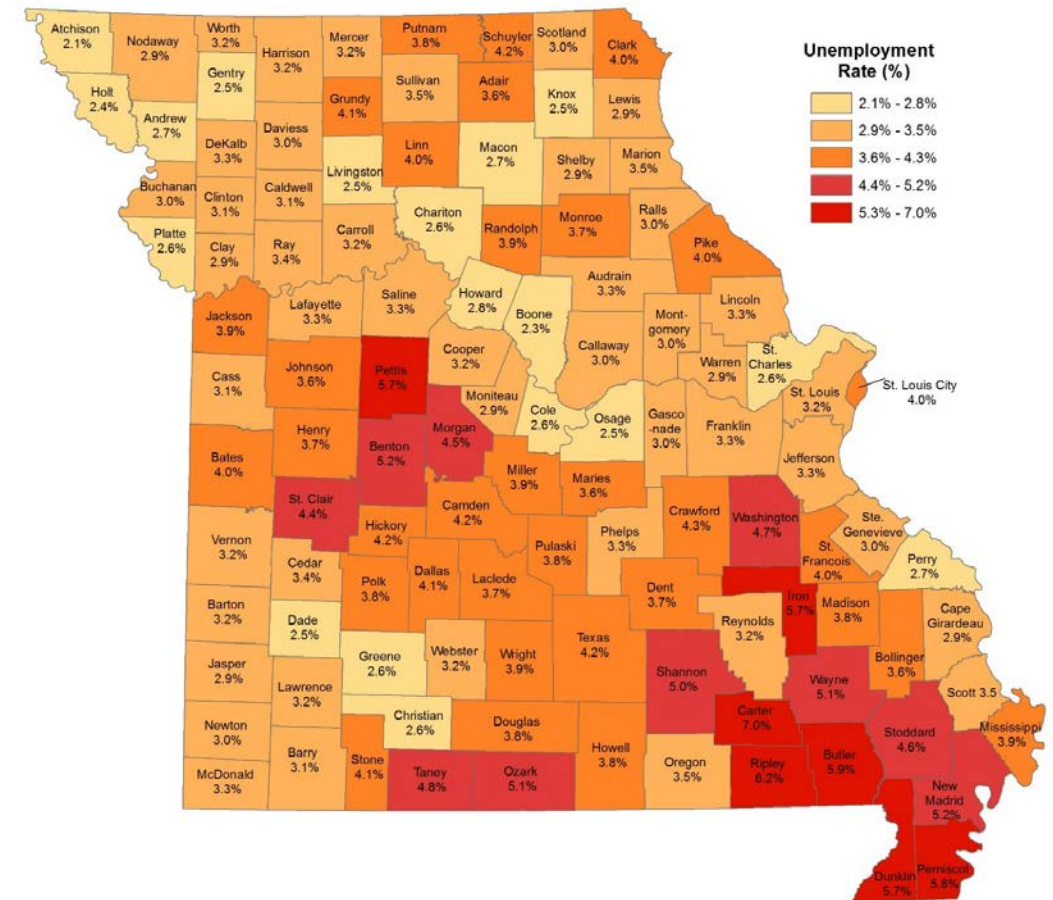 Unemployment
Rate (%)
2.1% - 2.8%
2.9% - 3.5%
3.6% - 4.3%
4.4% - 5.2%
5.3% - 7.0%
Atchison
2.1%
Nodaway
2.9%
Worth
3.2%
Harrison
3.2%
Mercer
3.2%
Putnam
3.8%
Schuyler
4.2%
Scotland
3.0%
Clark
4.0%
Holt
2.4%
Andrew
2.7%
Gentry
2.5%
Grundy
4.1%
Sullivan
3.5%
Adair
3.6%
Knox
2.5%
Lewis
2.9%
DeKalb
3.3%
Daviess
3.0%
Livingston
2.5%
Linn
4.0%
Macon
2.7%
Shelby
2.9%
Marion
3.5%
Buchanan
3.0%
Clinton
3.1%
Caldwell
3.1%
Platte
2.6%
Clay
2.9%
Ray
3.4%
Carroll
3.2%
Chariton
2.6%
Randolph
3.9%
Monroe
3.7%
Ralls
3.0%
Pike
4.0%
Jackson
3.9%
Lafayette
3.3%
Saline
3.3%
Howard
2.8%
Boone
2.3%
Audrain
3.3%
Callaway
3.0%
Mont-
gomery
3.0%
Lincoln
3.3%
Warren
2.9%
St.
Charles
2.6%
St. Louis
3.2%
St. Louis City
4.0%
Cass
3.1%
Johnson
3.6%
Pettis
5.7%
Cooper
3.2%
Moniteau
2.9%
Cole
2.6%
Osage
2.5%
Gasco
-nade
3.0%
Franklin
3.3%
Jefferson
3.3%
Bates
4.0%
Henry
3.7%
Benton
5.2%
Morgan
4.5%
Miller
3.9%
Maries
3.6%
St. Clair
4.4%
Hickory
4.2%
Camden
4.2%
Pulaski
3.8%
Phelps
3.3%
Crawford
4.3%
Washington
4.7%
St.
Francois
4.0%
Ste.
Genevieve
3.0%
Perry
2.7%
Vernon
3.2%
Cedar
3.4%
Polk
3.8%
Dallas
4.1%
Laclede
3.7%
Dent
3.7%
Iron
5.7%
Madison
3.8%
Cape
Girardeau
2.9%
Barton
3.2%
Dade
2.5%
Greene
2.6%
Webster
3.2%
Wright
3.9%
Texas
4.2%
Reynolds
3.2%
Bollinger
3.6%
Jasper
2.9%
Lawrence
3.2%
Christian
2.6%
Douglas
3.8%
Shannon
5.0%
Wayne
5.1%
Scott 3.5
Newton
3.0%
Barry
3.1%
Stone
4.1%
Taney
4.8%
Ozark
5.1%
Howell
3.8%
Oregon
3.5%
Carter
7.0%
Ripley
6.2%
Butler
5.9%
Stoddard
4.6%
Mississippi
3.9%
McDonald
3.3%
New
Madrid
5.2%
Dunklin
5.7%
Pemiscot
5.8%